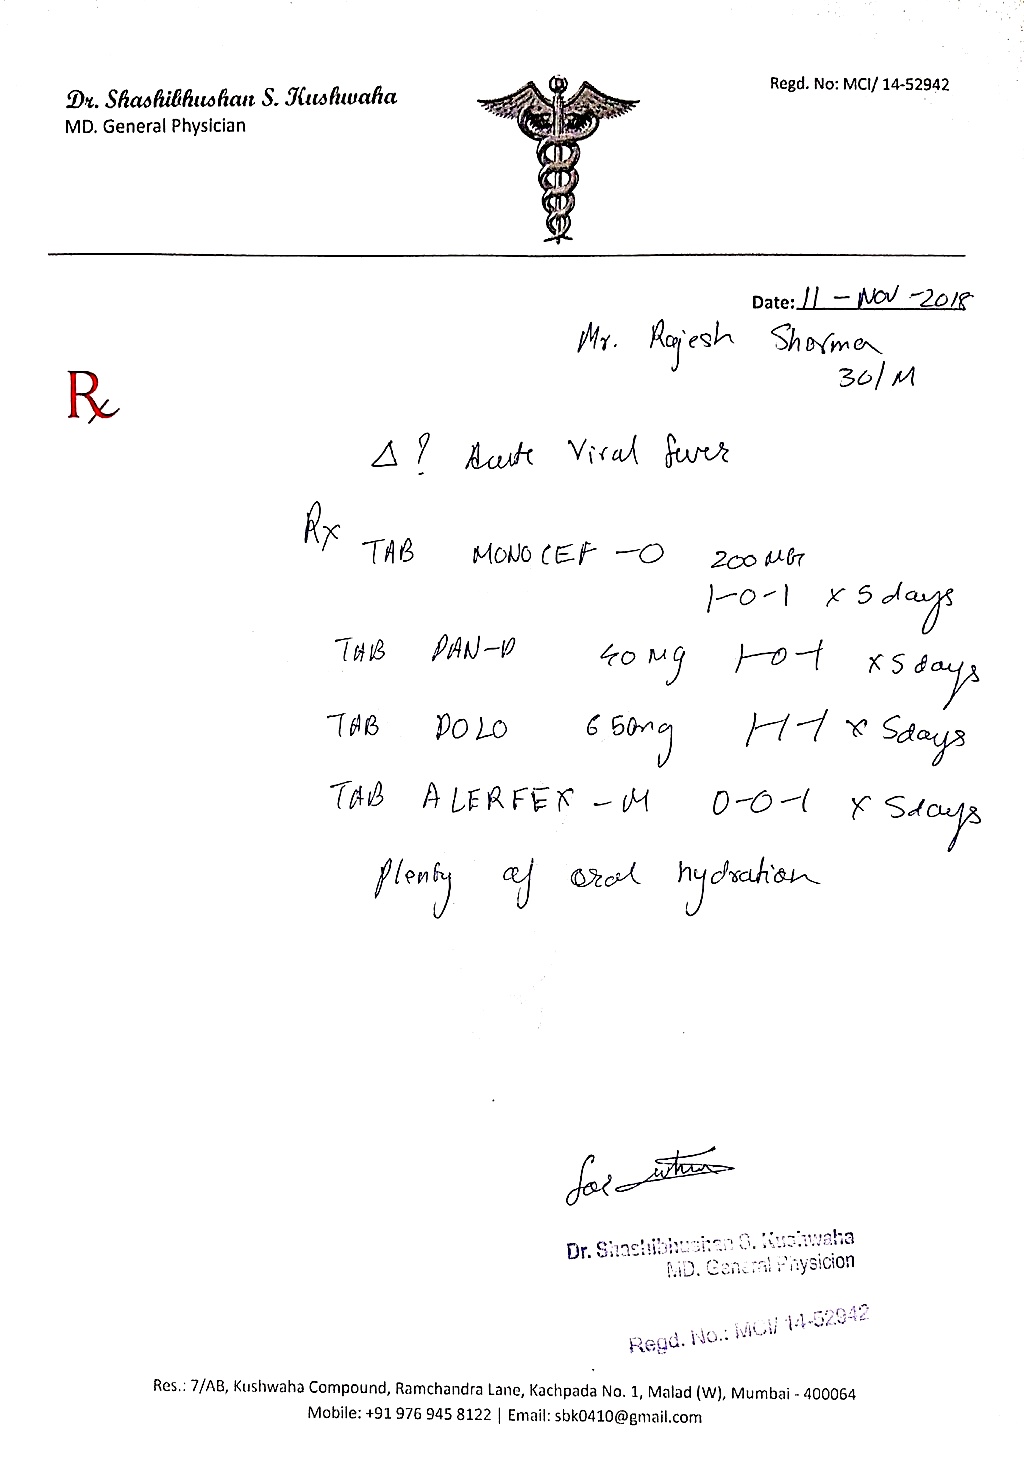 Dr. Shashibhushan S. Kushwaha
MD. General Physician
Regd. No: MCI/ 14-52942
Date: 11 - NOV - 2018
Mr. Rajesh Sharma
30/M
Rx
Δ ? Acute Viral fever
Rx
TAB MONOCEF -O 200 MG
1-0-1 x 5 days
TAB PAN-D 40 Mg 1-0-1 x 5 days
TAB DOLO 650mg 1-1-1 x 5days
TAB ALERFEX - M 0-0-1 x 5days
Plenty of oral hydration
Dr. Shashibhushan S. Kushwaha
MD. General Physicion
Regd. No.: MCI/ 14-52942
Res.: 7/AB, Kushwaha Compound, Ramchandra Lane, Kachpada No. 1, Malad (W), Mumbai - 400064
Mobile: +91 976 945 8122 | Email: sbk0410@gmail.com